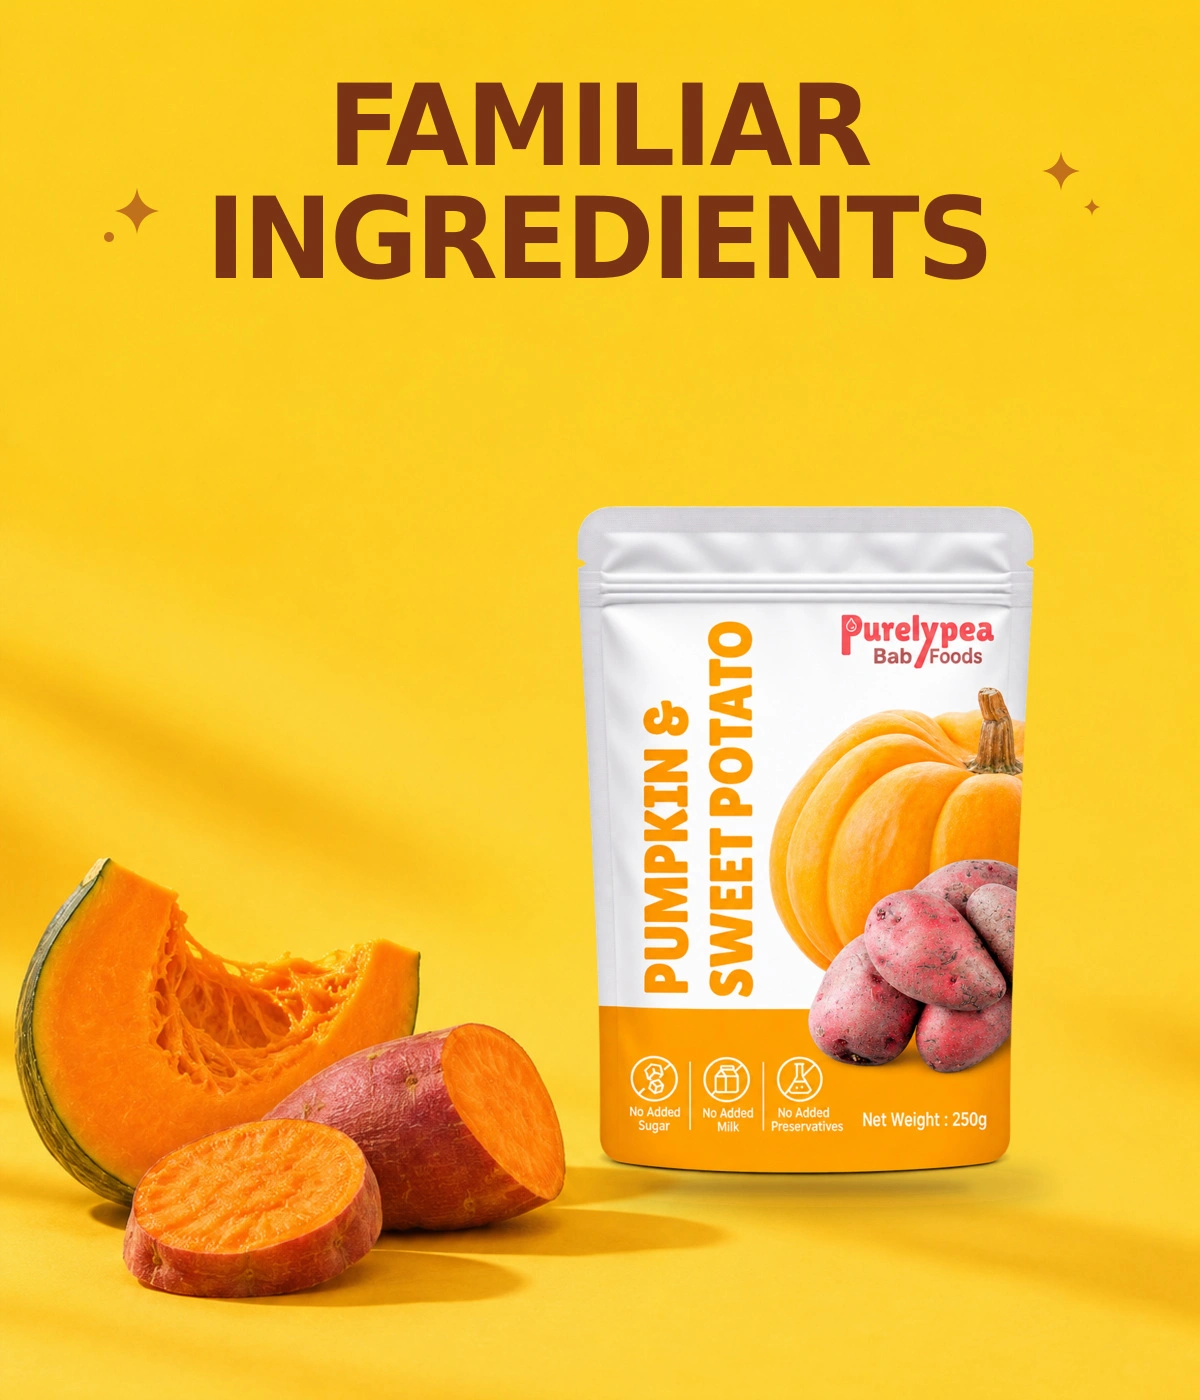 FAMILIAR
INGREDIENTS
Purelypea
Baby Foods
PUMPKIN &
SWEET POTATO
No Added
Sugar
No Added
Milk
No Added
Preservatives
Net Weight : 250g